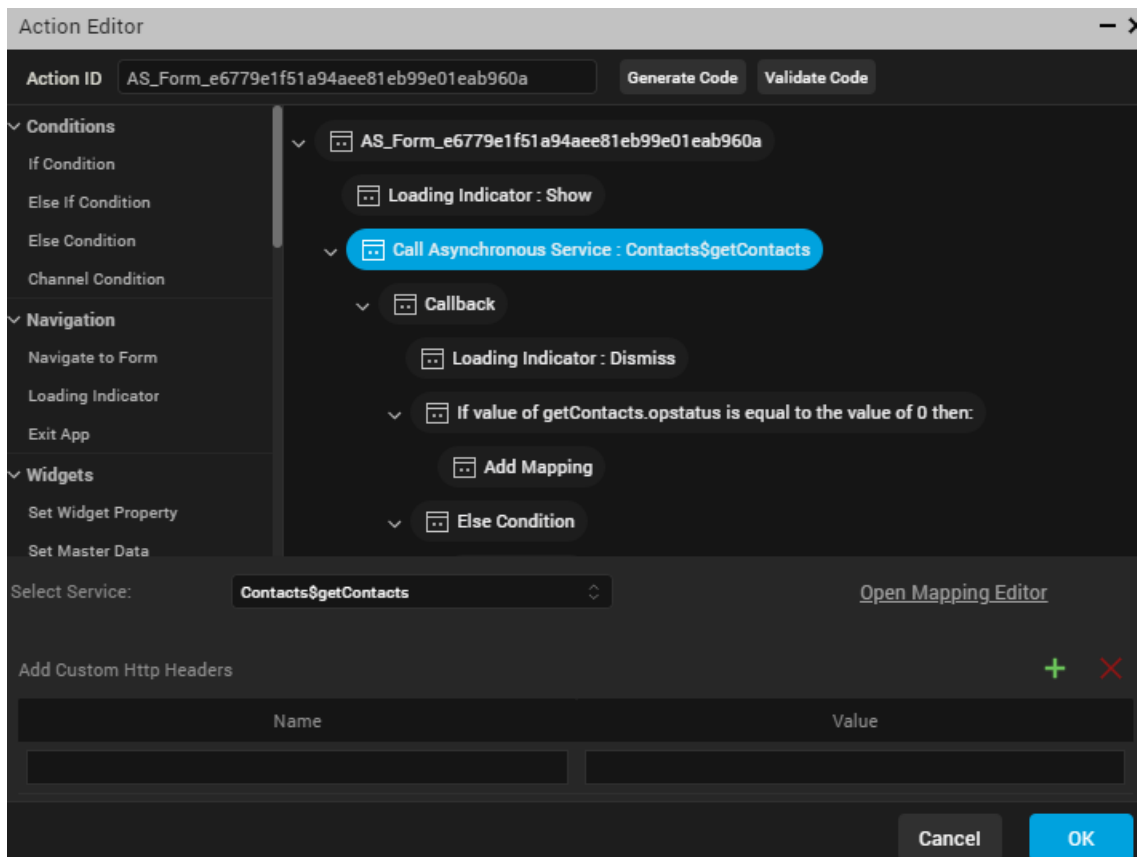 Action Editor
Action ID AS_Form_e6779e1f51a94aee81eb99e01eab960a Generate Code Validate Code
Conditions
If Condition
Else If Condition
Else Condition
Channel Condition
Navigation
Navigate to Form
Loading Indicator
Exit App
Widgets
Set Widget Property
Set Master Data
AS_Form_e6779e1f51a94aee81eb99e01eab960a
Loading Indicator : Show
Call Asynchronous Service : Contacts$getContacts
Callback
Loading Indicator : Dismiss
If value of getContacts.opstatus is equal to the value of 0 then:
Add Mapping
Else Condition
Select Service: Contacts$getContacts Open Mapping Editor
Add Custom Http Headers
Name Value
Cancel OK